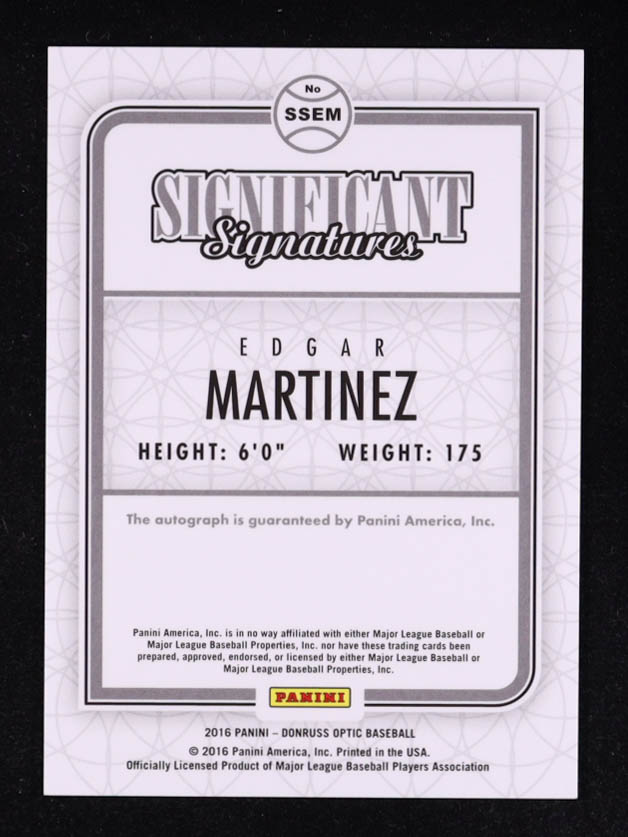 No
SSEM
SIGNIFICANT
Signatures
EDGAR
MARTINEZ
HEIGHT: 6'0" WEIGHT: 175
The autograph is guaranteed by Panini America, Inc.
Panini America, Inc. is in no way affiliated with either Major League Baseball or
Major League Baseball Properties, Inc. nor have these trading cards been
prepared, approved, endorsed, or licensed by either Major League Baseball or
Major League Baseball Properties, Inc.
PANINI
2016 PANINI – DONRUSS OPTIC BASEBALL
© 2016 Panini America, Inc. Printed in the USA.
Officially Licensed Product of Major League Baseball Players Association